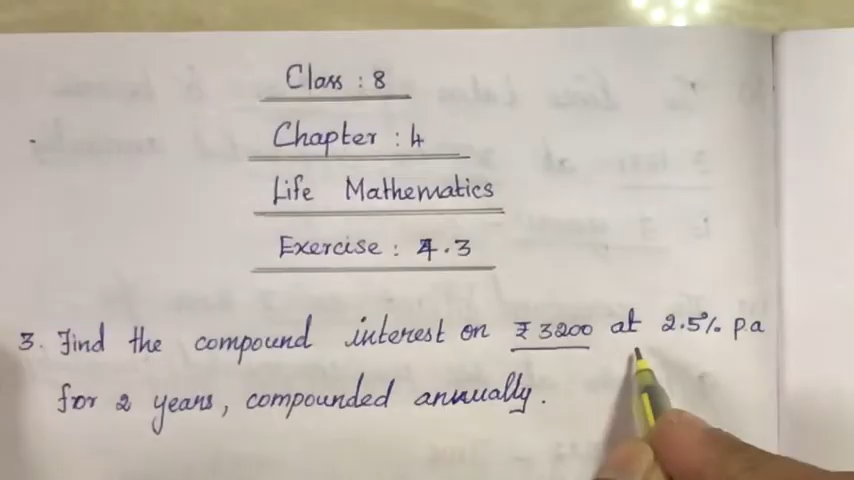 Class : 8
Chapter : 4
Life Mathematics
Exercise : 4.3
3. Find the compound interest on ₹ 3200 at 2.5% p.a
for 2 years, compounded annually.